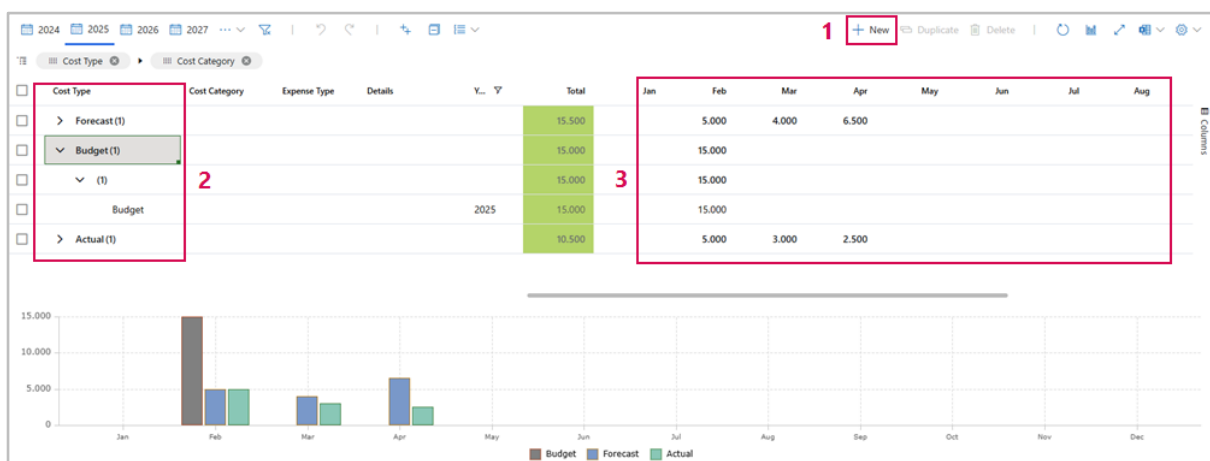 2024 2025 2026 2027 ... 1 + New Duplicate Delete
Cost Type Cost Category
Cost Type Cost Category Expense Type Details Y... Total Jan Feb Mar Apr May Jun Jul Aug
Columns
Forecast (1) 15.500 5.000 4.000 6.500
Budget (1) 15.000 15.000
2 3
(1) 15.000 15.000
Budget 2025 15.000 15.000
Actual (1) 10.500 5.000 3.000 2.500
15.000
10.000
5.000
0
Jan Feb Mar Apr May Jun Jul Aug Sep Oct Nov Dec
Budget Forecast Actual